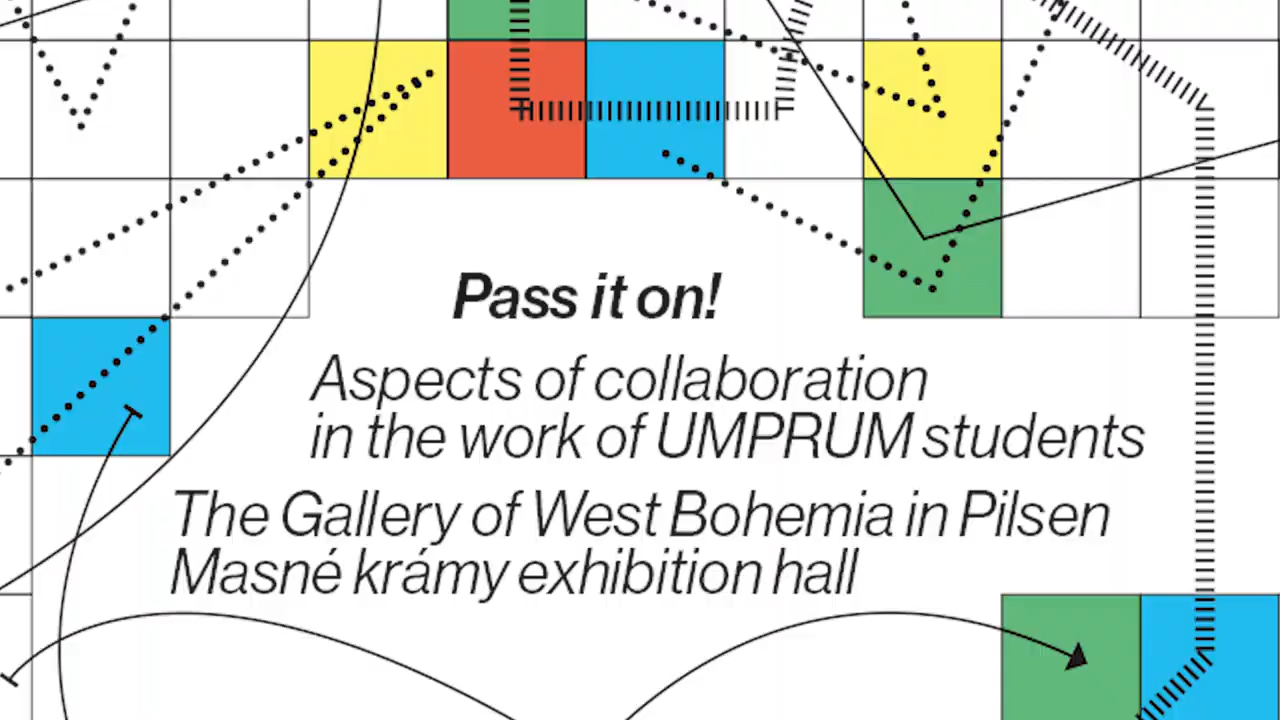 Pass it on!
Aspects of collaboration
in the work of UMPRUM students
The Gallery of West Bohemia in Pilsen
Masné krámy exhibition hall